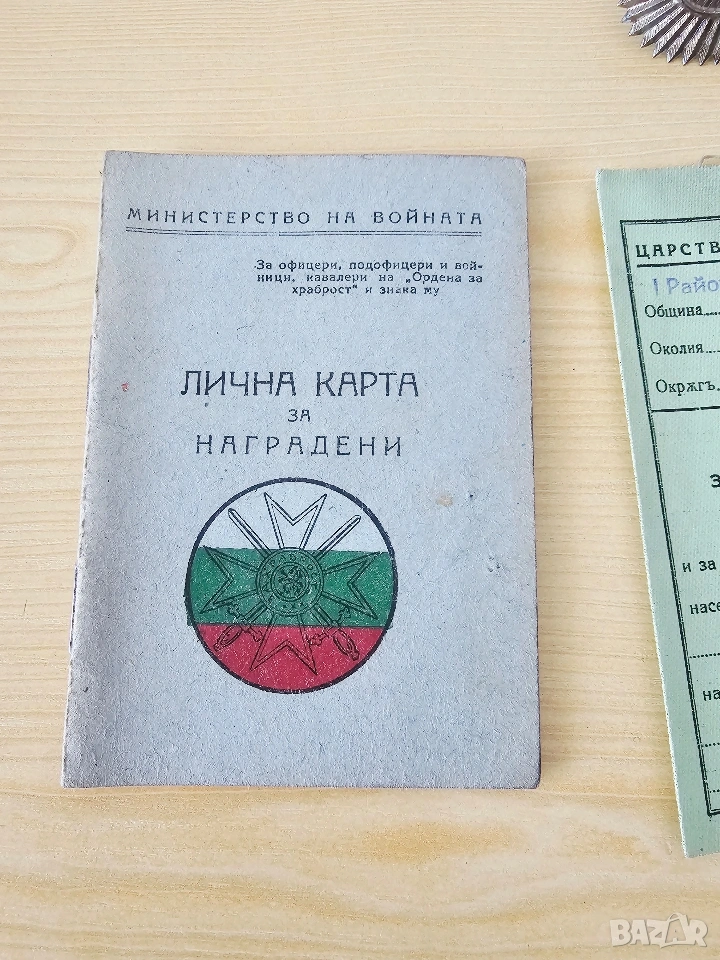 МИНИСТЕРСТВО НА ВОЙНАТА
За офицери, подофицери и вой-
ници, кавалери на „Ордена за
храброст" и знака му
ЛИЧНА КАРТА
ЗА
НАГРАДЕНИ
ЦАРСТВ
I Райо
Община
Околия
Окрѫгъ
З
и за
насе
на
BAZAR